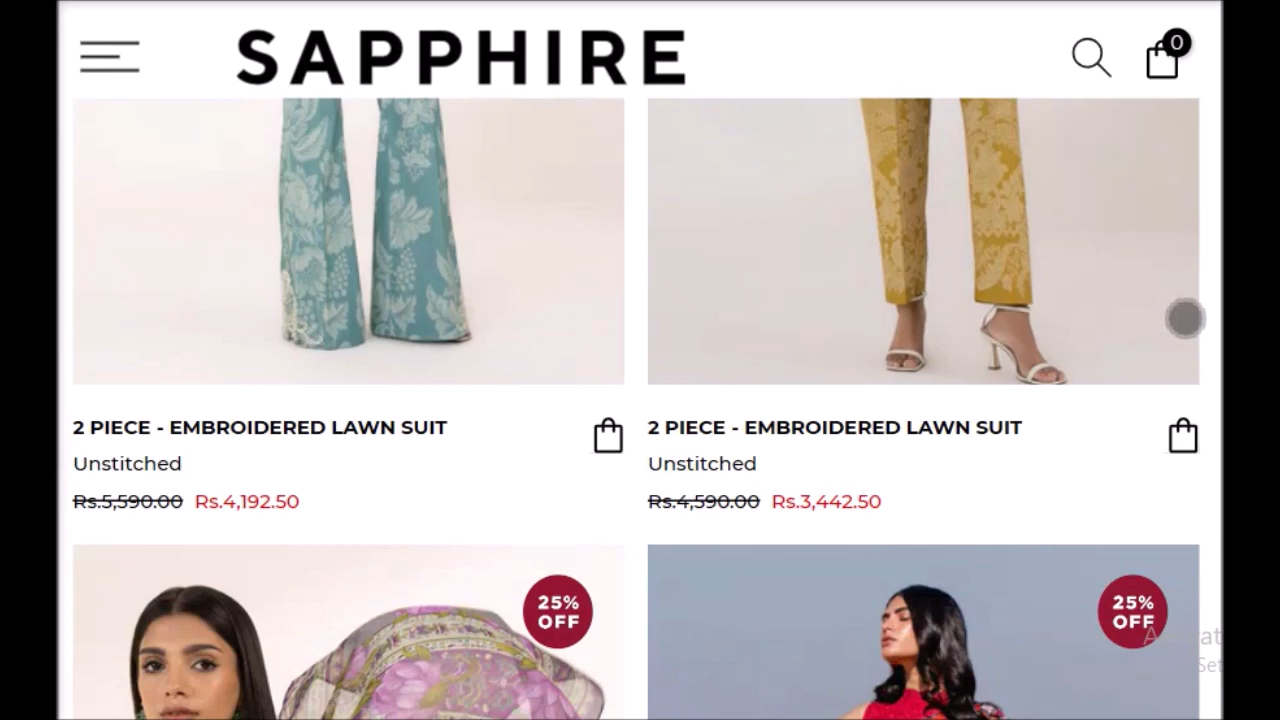 SAPPHIRE
0
2 PIECE - EMBROIDERED LAWN SUIT
Unstitched
Rs.5,590.00 Rs.4,192.50
2 PIECE - EMBROIDERED LAWN SUIT
Unstitched
Rs.4,590.00 Rs.3,442.50
25%
OFF
25%
OFF